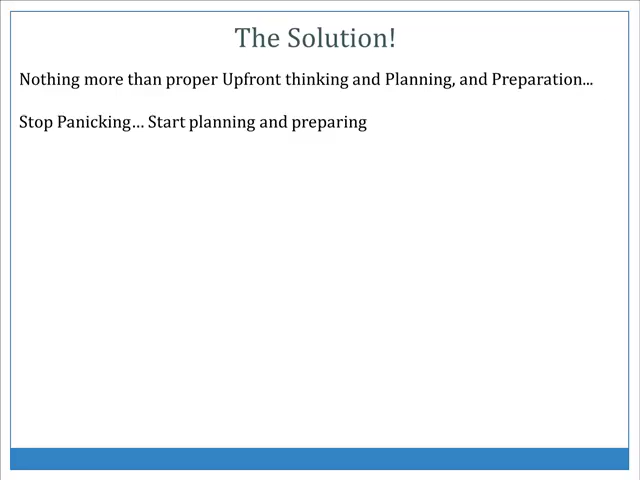 The Solution!
Nothing more than proper Upfront thinking and Planning, and Preparation...
Stop Panicking… Start planning and preparing